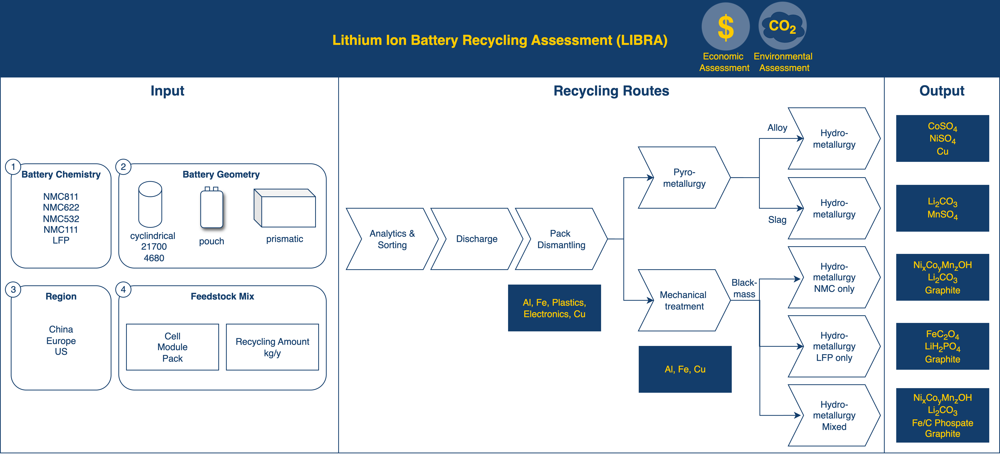 Lithium Ion Battery Recycling Assessment (LIBRA)
$
Economic
Assessment
CO₂
Environmental
Assessment
Input
1
Battery Chemistry
NMC811
NMC622
NMC532
NMC111
LFP
2
Battery Geometry
cyclindrical
21700
4680
pouch
prismatic
3
Region
China
Europe
US
4
Feedstock Mix
Cell
Module
Pack
Recycling Amount
kg/y
Recycling Routes
Analytics &
Sorting
Discharge
Pack
Dismantling
Al, Fe, Plastics,
Electronics, Cu
Pyro-
metallurgy
Mechanical
treatment
Al, Fe, Cu
Alloy
Slag
Black-
mass
Hydro-
metallurgy
Hydro-
metallurgy
Hydro-
metallurgy
NMC only
Hydro-
metallurgy
LFP only
Hydro-
metallurgy
Mixed
Output
CoSO₄
NiSO₄
Cu
Li₂CO₃
MnSO₄
NiₓCoᵧMn₂OH
Li₂CO₃
Graphite
FeC₂O₄
LiH₂PO₄
Graphite
NiₓCoᵧMn₂OH
Li₂CO₃
Fe/C Phospate
Graphite